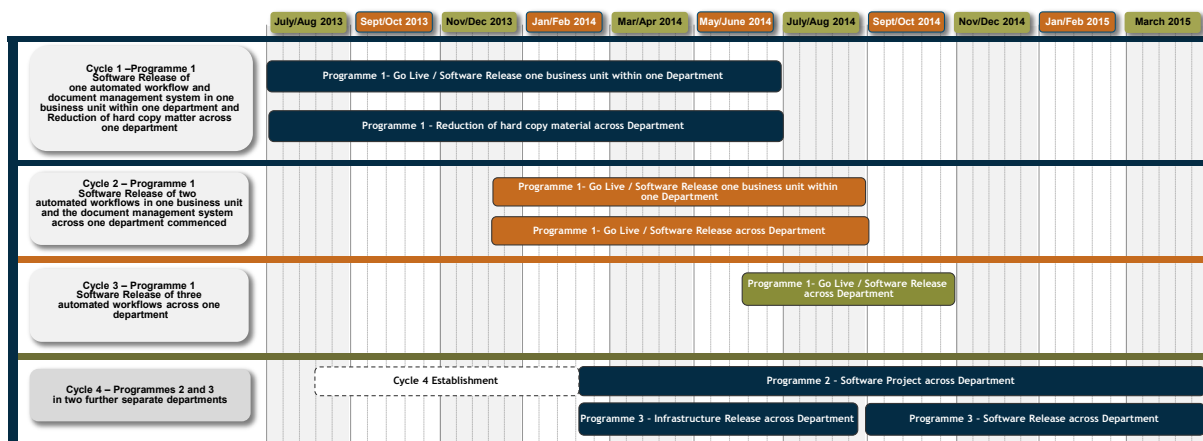 July/Aug 2013 Sept/Oct 2013 Nov/Dec 2013 Jan/Feb 2014 Mar/Apr 2014 May/June 2014 July/Aug 2014 Sept/Oct 2014 Nov/Dec 2014 Jan/Feb 2015 March 2015
Cycle 1 –Programme 1
Software Release of
one automated workflow and
document management system in one
business unit within one department and
Reduction of hard copy matter across
one department
Programme 1- Go Live / Software Release one business unit within one Department
Programme 1 - Reduction of hard copy material across Department
Cycle 2 – Programme 1
Software Release of two
automated workflows in one business unit
and the document management system
across one department commenced
Programme 1- Go Live / Software Release one business unit within
one Department
Programme 1- Go Live / Software Release across Department
Cycle 3 – Programme 1
Software Release of three
automated workflows across one
department
Programme 1- Go Live / Software Release
across Department
Cycle 4 – Programmes 2 and 3
in two further separate departments
Cycle 4 Establishment
Programme 2 - Software Project across Department
Programme 3 - Infrastructure Release across Department
Programme 3 - Software Release across Department